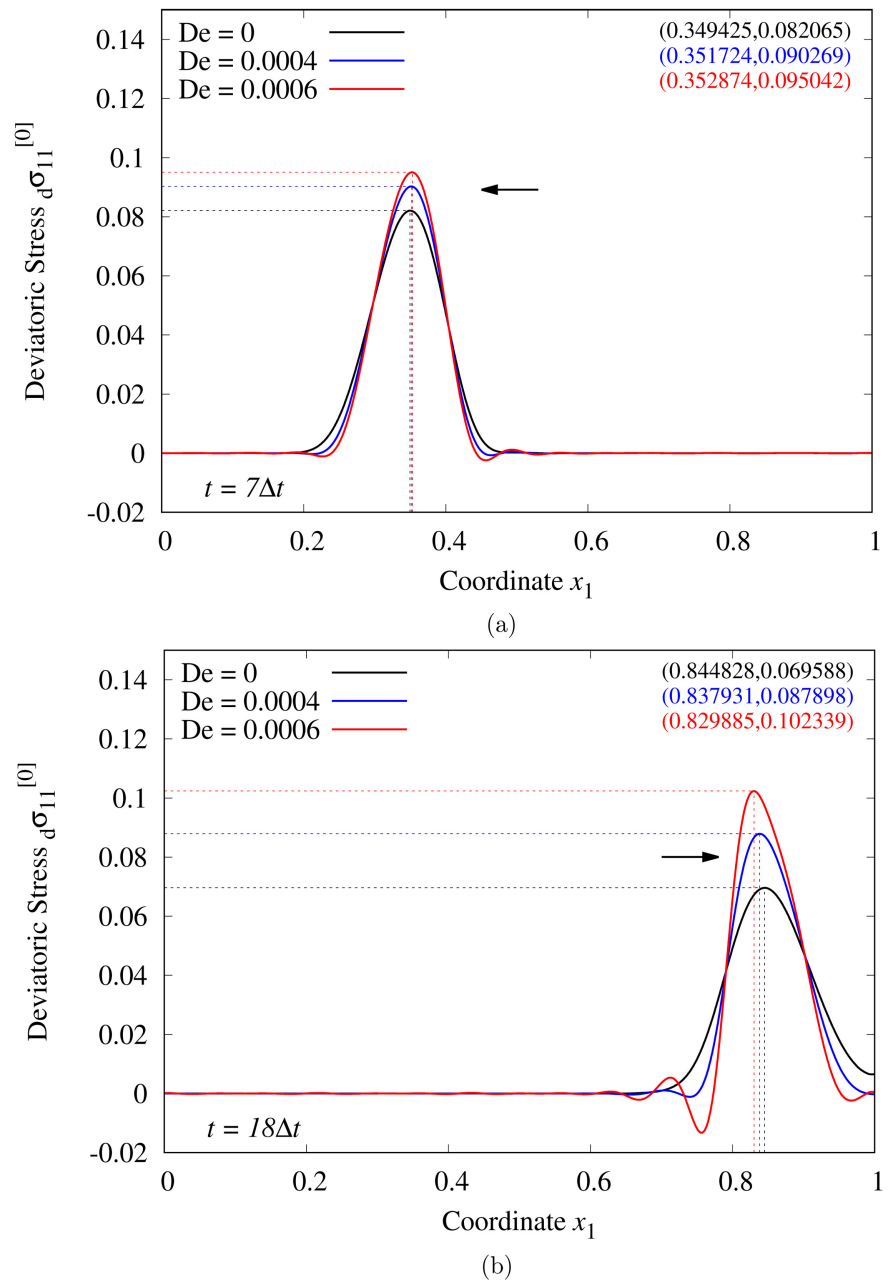 0.14
0.12
0.1
0.08
0.06
0.04
0.02
0
-0.02
Deviatoric Stress dσ11[0]
De = 0
De = 0.0004
De = 0.0006
(0.349425,0.082065)
(0.351724,0.090269)
(0.352874,0.095042)
t = 7Δt
0 0.2 0.4 0.6 0.8 1
Coordinate x1
(a)
0.14
0.12
0.1
0.08
0.06
0.04
0.02
0
-0.02
Deviatoric Stress dσ11[0]
De = 0
De = 0.0004
De = 0.0006
(0.844828,0.069588)
(0.837931,0.087898)
(0.829885,0.102339)
t = 18Δt
0 0.2 0.4 0.6 0.8 1
Coordinate x1
(b)